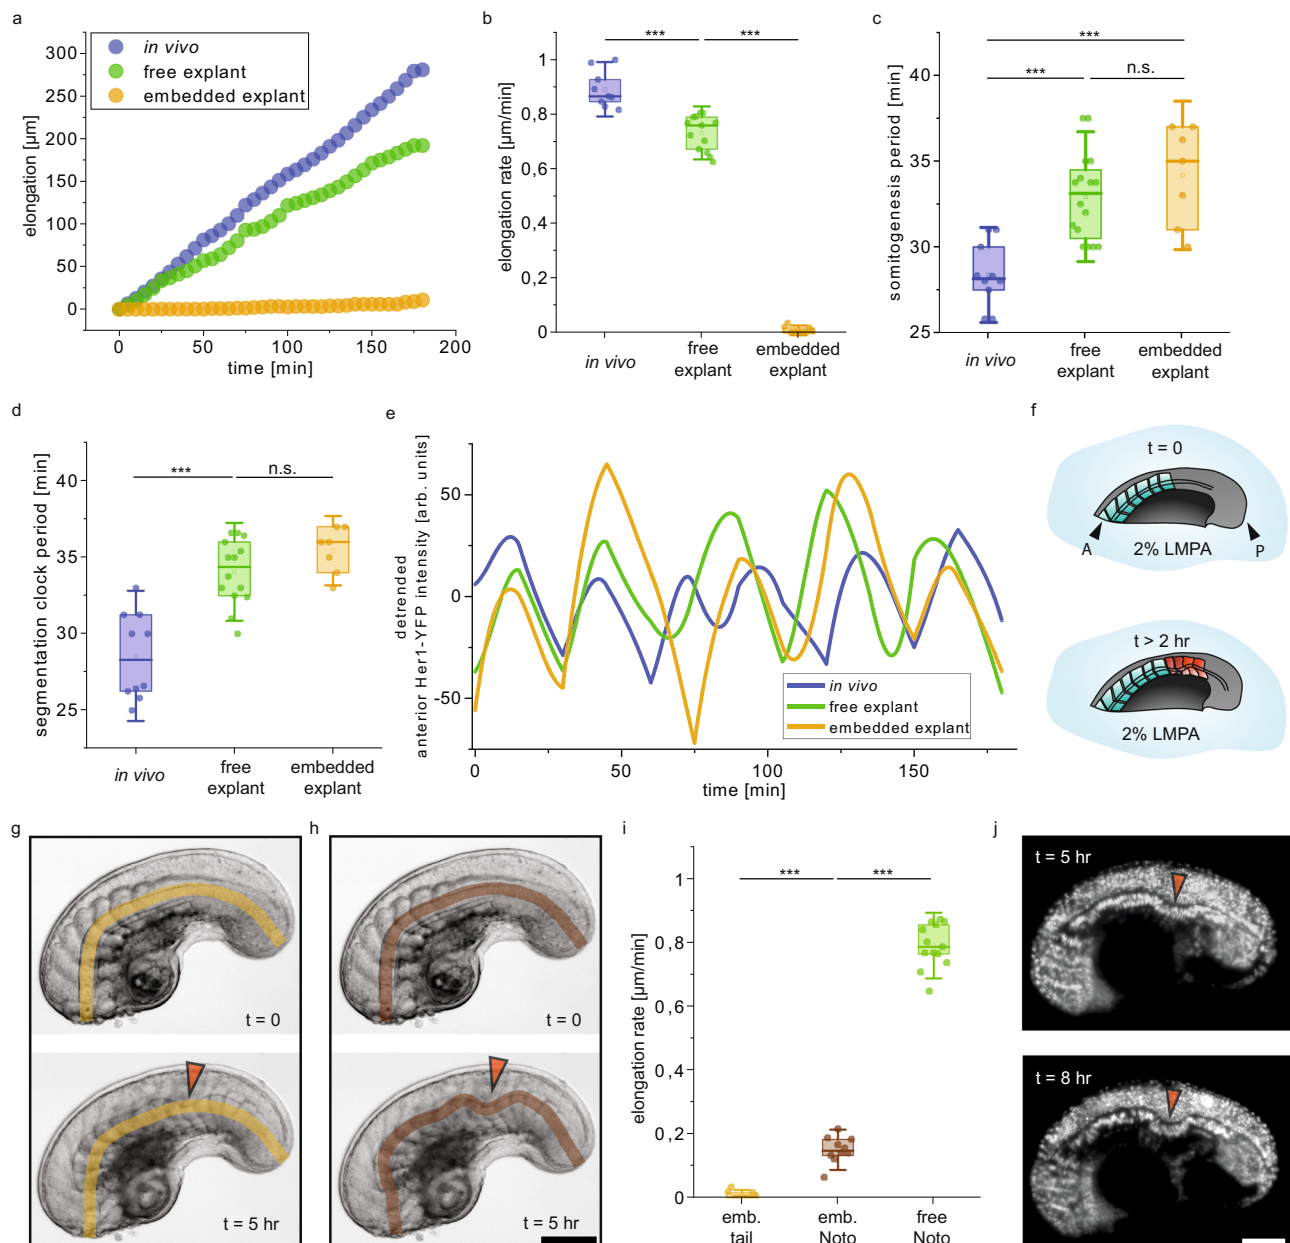 a
elongation [µm]
300
250
200
150
100
50
0
in vivo
free explant
embedded explant
0
50
100
150
200
time [min]
b
elongation rate [µm/min]
1
0,8
0,6
0,4
0,2
0
***
***
in vivo
free
explant
embedded
explant
c
somitogenesis period [min]
40
35
30
25
***
***
n.s.
in vivo
free
explant
embedded
explant
d
segmentation clock period [min]
40
35
30
25
***
n.s.
in vivo
free
explant
embedded
explant
e
detrended
anterior Her1-YFP intensity [arb. units]
50
0
-50
in vivo
free explant
embedded explant
0
50
100
150
time [min]
f
t = 0
A
2% LMPA
P
t > 2 hr
2% LMPA
g
t = 0
t = 5 hr
h
t = 0
t = 5 hr
i
elongation rate [µm/min]
1
0,8
0,6
0,4
0,2
0
***
***
emb.
tail
emb.
Noto
free
Noto
j
t = 5 hr
t = 8 hr